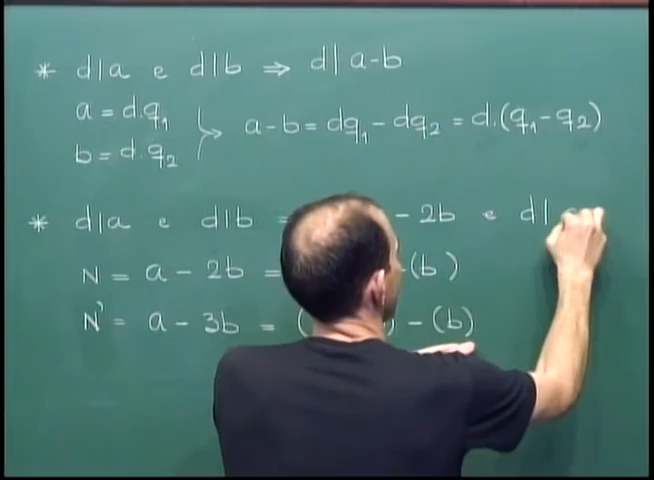 * d|a e d|b ⇒ d| a-b
a = d.q₁
b = d.q₂
a-b = dq₁ - dq₂ = d.(q₁ - q₂)
* d|a e d|b = - 2b e d|
N = a - 2b = -(b)
N' = a - 3b = ( ) - (b)